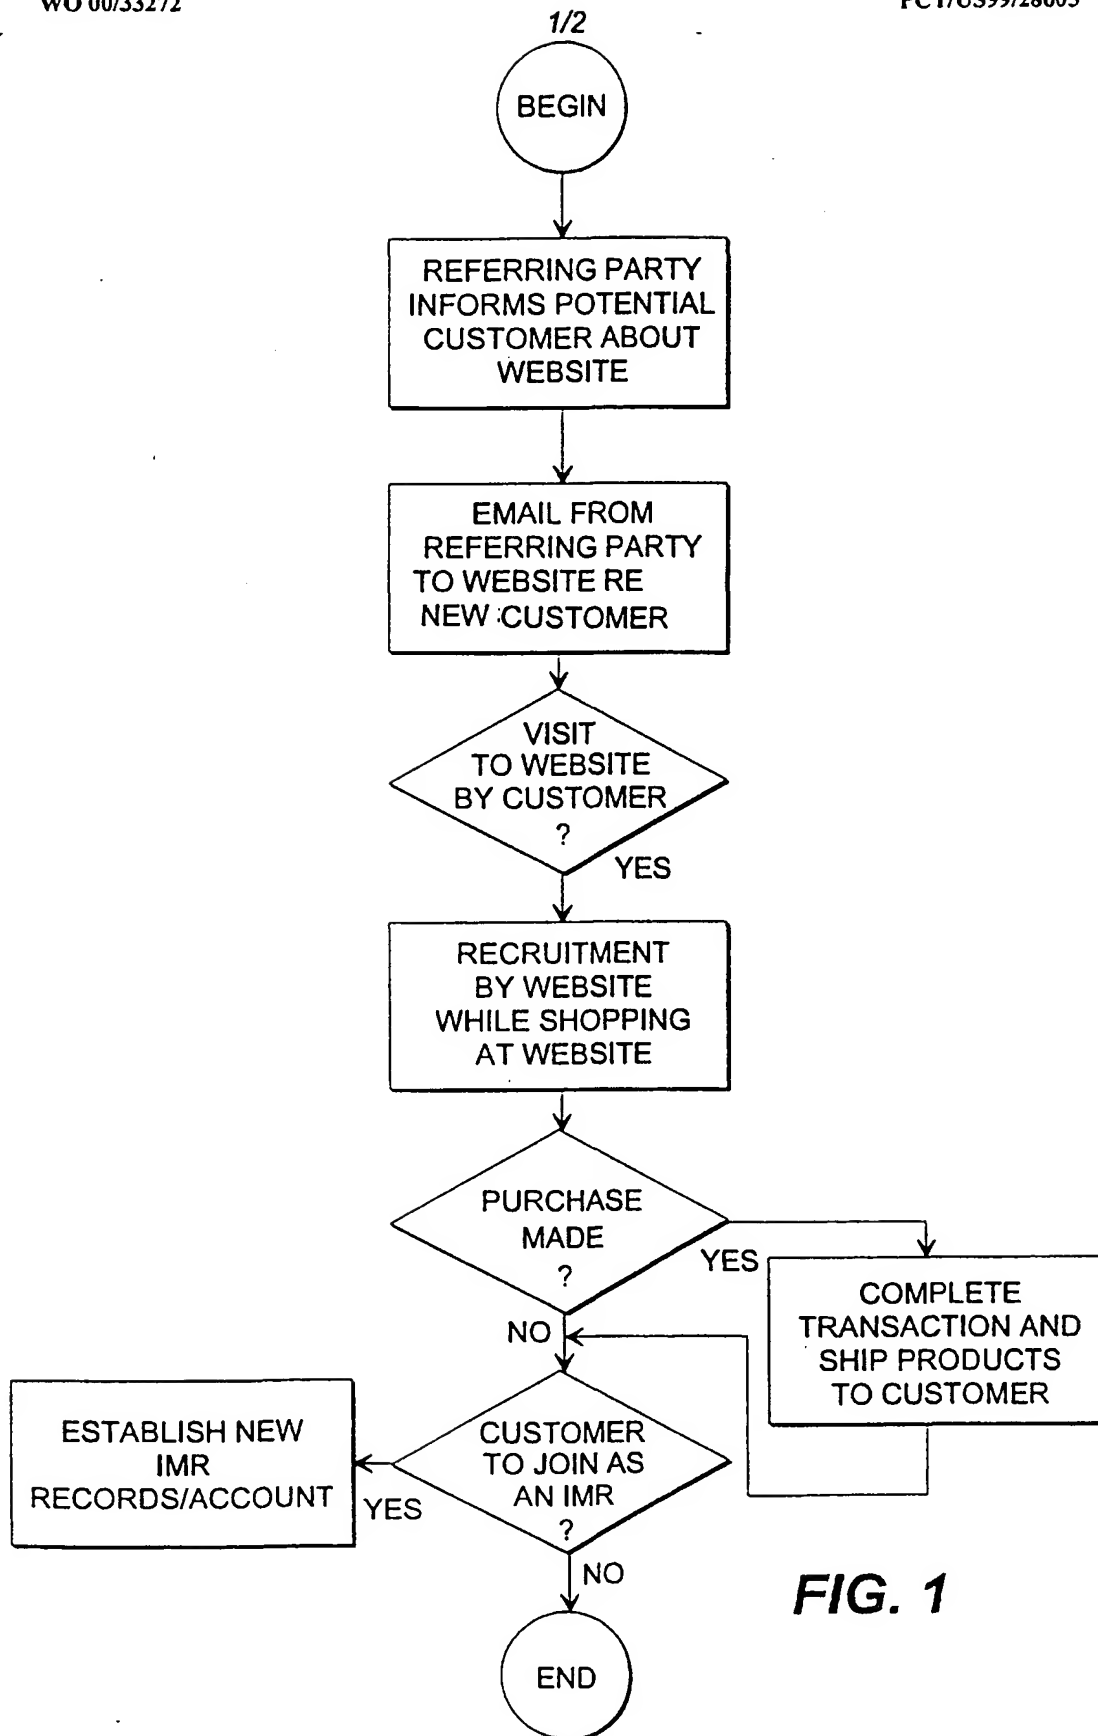 WO 00/33272
PCT/US99/28005
1/2
BEGIN
REFERRING PARTY
INFORMS POTENTIAL
CUSTOMER ABOUT
WEBSITE
EMAIL FROM
REFERRING PARTY
TO WEBSITE RE
NEW CUSTOMER
VISIT
TO WEBSITE
BY CUSTOMER
?
YES
RECRUITMENT
BY WEBSITE
WHILE SHOPPING
AT WEBSITE
PURCHASE
MADE
?
YES
COMPLETE
TRANSACTION AND
SHIP PRODUCTS
TO CUSTOMER
NO
CUSTOMER
TO JOIN AS
AN IMR
?
YES
ESTABLISH NEW
IMR
RECORDS/ACCOUNT
NO
FIG. 1
END